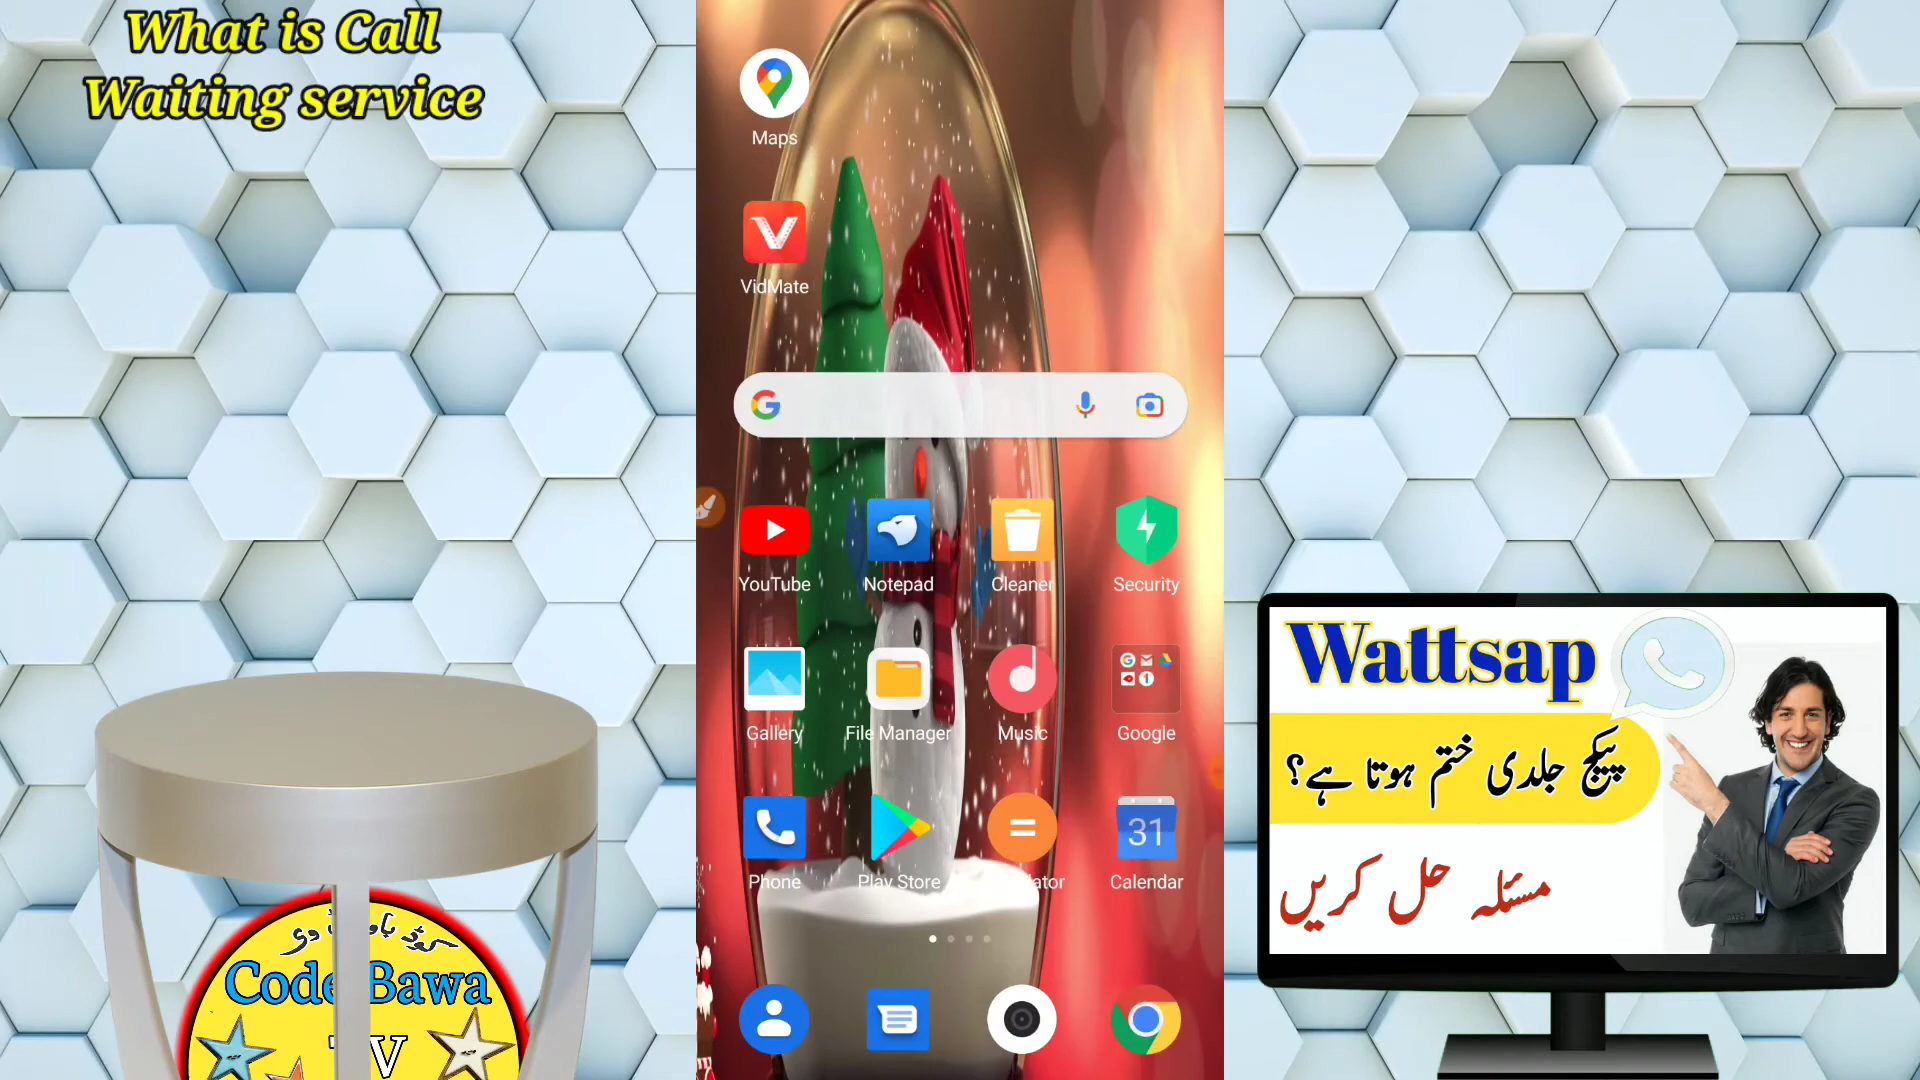 What is Call
Waiting service
Maps
VidMate
YouTube
Notepad
Cleaner
Security
Gallery
File Manager
Music
Google
Phone
Play Store
Calendar
31
Wattsap
پیکج جلدی ختم ہوتا ہے؟
مسئلہ حل کریں
Code Bawa